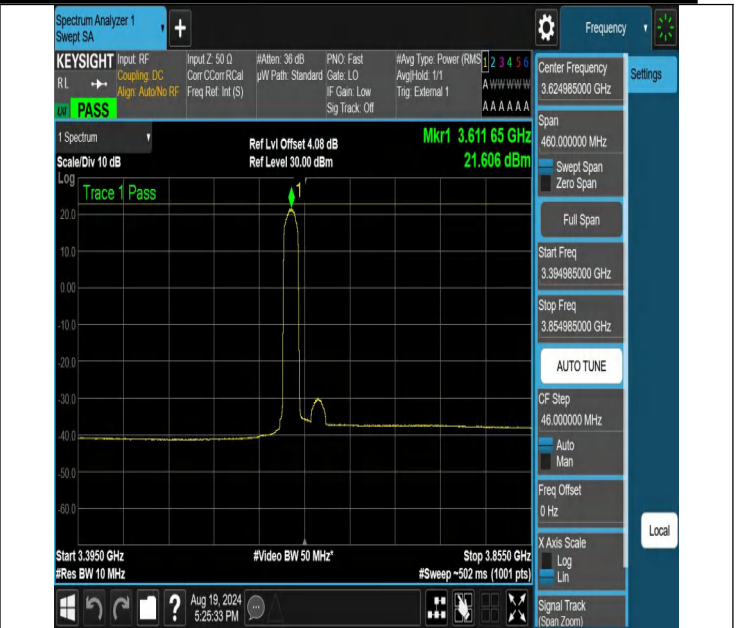 Spectrum Analyzer 1
Swept SA
+
Frequency
KEYSIGHT
RL
PASS
Input: RF
Coupling: DC
Align: Auto/No RF
Input Z: 50 Ω
Corr CCorr RCal
Freq Ref: Int (S)
#Atten: 36 dB
µW Path: Standard
PNO: Fast
Gate: LO
IF Gain: Low
Sig Track: Off
#Avg Type: Power (RMS
Avg|Hold: 1/1
Trig: External 1
1 2 3 4 5 6
A W W W W W
A A A A A A
Center Frequency
3.624985000 GHz
Settings
Span
460.000000 MHz
Swept Span
Zero Span
Full Span
Start Freq
3.394985000 GHz
Stop Freq
3.854985000 GHz
AUTO TUNE
CF Step
46.000000 MHz
Auto
Man
Freq Offset
0 Hz
X Axis Scale
Log
Lin
Signal Track
(Span Zoom)
Local
1 Spectrum
Scale/Div 10 dB
Ref Lvl Offset 4.08 dB
Ref Level 30.00 dBm
Mkr1 3.611 65 GHz
21.606 dBm
Log
Trace 1 Pass
1
20.0
10.0
0.00
-10.0
-20.0
-30.0
-40.0
-50.0
-60.0
Start 3.3950 GHz
#Res BW 10 MHz
#Video BW 50 MHz*
Stop 3.8550 GHz
#Sweep ~502 ms (1001 pts)
?
Aug 19, 2024
5:25:33 PM